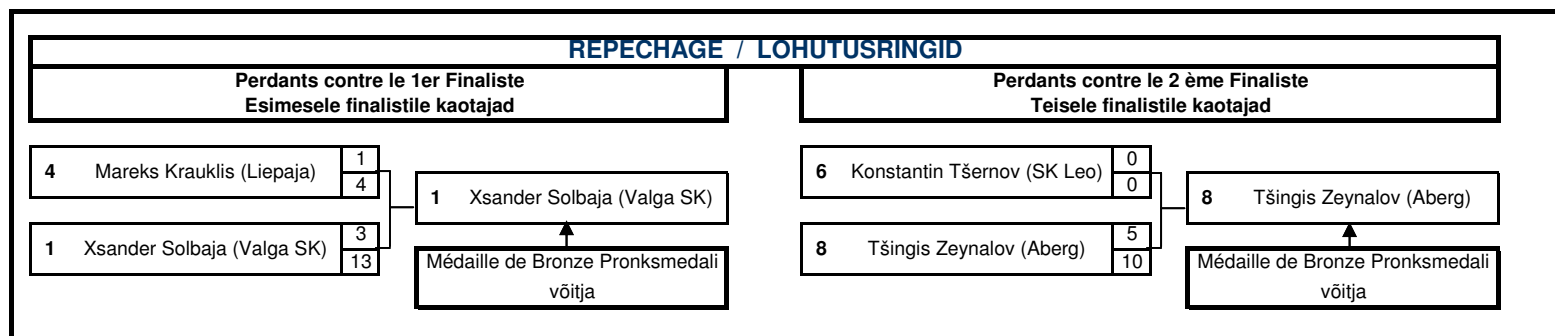 REPECHAGE / LOHUTUSRINGID
Perdants contre le 1er Finaliste
Esimesele finalistile kaotajad
Perdants contre le 2 ème Finaliste
Teisele finalistile kaotajad
4 Mareks Krauklis (Liepaja) 1
4
1 Xsander Solbaja (Valga SK)
1 Xsander Solbaja (Valga SK) 3
13
Médaille de Bronze Pronksmedali
võitja
6 Konstantin Tšernov (SK Leo) 0
0
8 Tšingis Zeynalov (Aberg)
8 Tšingis Zeynalov (Aberg) 5
10
Médaille de Bronze Pronksmedali
võitja